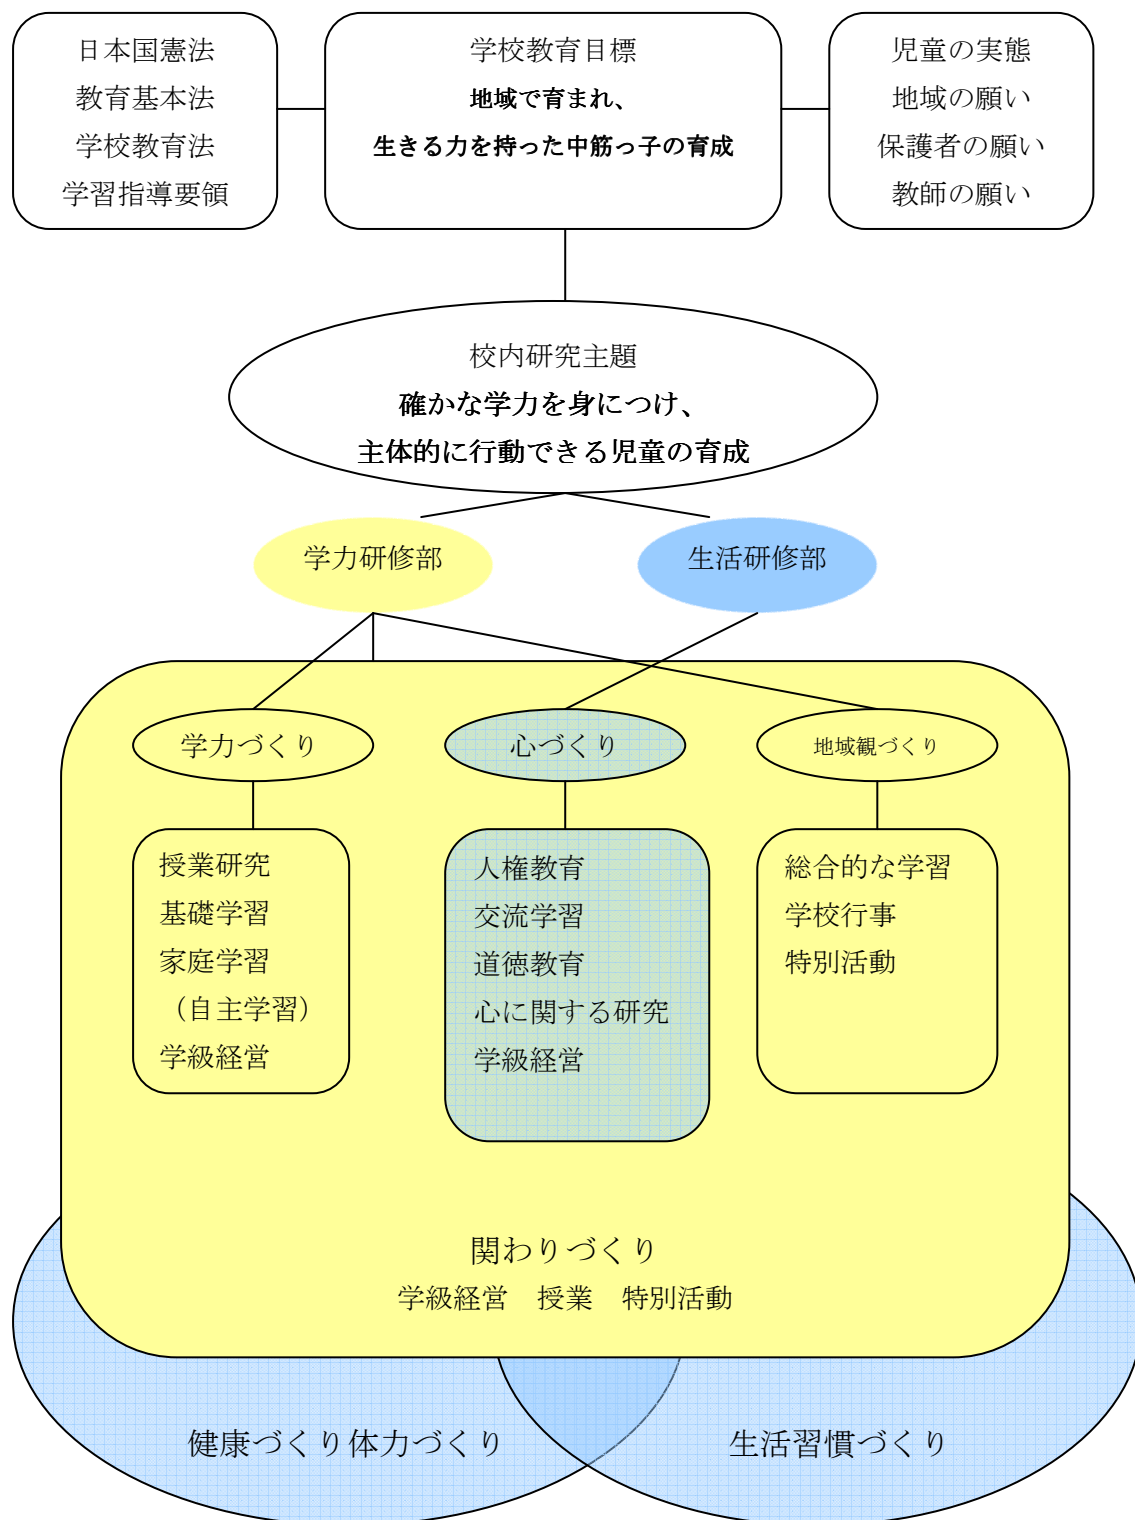 日本国憲法
教育基本法
学校教育法
学習指導要領
学校教育目標
地域で育まれ、
生きる力を持った中筋っ子の育成
児童の実態
地域の願い
保護者の願い
教師の願い
校内研究主題
確かな学力を身につけ、
主体的に行動できる児童の育成
学力研修部
生活研修部
学力づくり
心づくり
地域観づくり
授業研究
基礎学習
家庭学習
（自主学習）
学級経営
人権教育
交流学習
道徳教育
心に関する研究
学級経営
総合的な学習
学校行事
特別活動
関わりづくり
学級経営　授業　特別活動
健康づくり体力づくり
生活習慣づくり